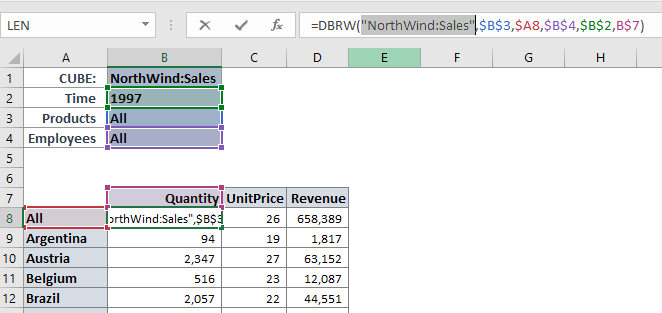 LEN =DBRW("NorthWind:Sales",$B$3,$A8,$B$4,$B$2,B$7)
A B C D E F G H
1 CUBE: NorthWind:Sales
2 Time 1997
3 Products All
4 Employees All
5
6
7 Quantity UnitPrice Revenue
8 All orthWind:Sales",$B$3 26 658,389
9 Argentina 94 19 1,817
10 Austria 2,347 27 63,152
11 Belgium 516 23 12,087
12 Brazil 2,057 22 44,551